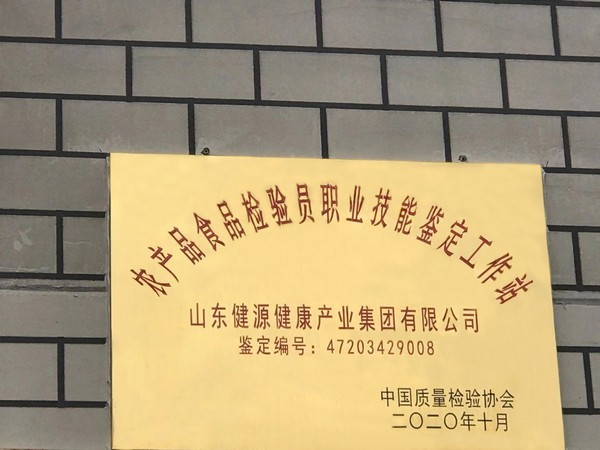 农产品食品检验员职业技能鉴定工作站
山东健源健康产业集团有限公司
鉴定编号：47203429008
中国质量检验协会
二〇二〇年十月